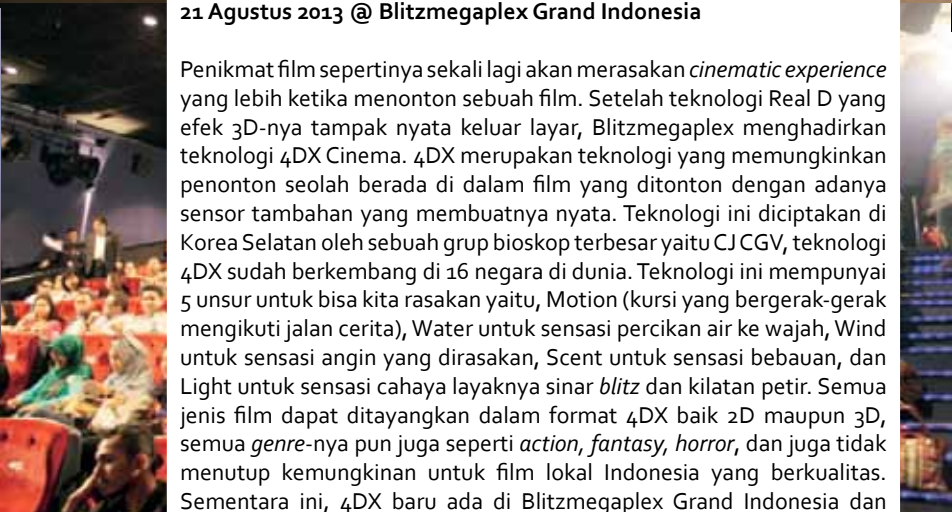 21 Agustus 2013 @ Blitzmegaplex Grand Indonesia
Penikmat film sepertinya sekali lagi akan merasakan cinematic experience
yang lebih ketika menonton sebuah film. Setelah teknologi Real D yang
efek 3D-nya tampak nyata keluar layar, Blitzmegaplex menghadirkan
teknologi 4DX Cinema. 4DX merupakan teknologi yang memungkinkan
penonton seolah berada di dalam film yang ditonton dengan adanya
sensor tambahan yang membuatnya nyata. Teknologi ini diciptakan di
Korea Selatan oleh sebuah grup bioskop terbesar yaitu CJ CGV, teknologi
4DX sudah berkembang di 16 negara di dunia. Teknologi ini mempunyai
5 unsur untuk bisa kita rasakan yaitu, Motion (kursi yang bergerak-gerak
mengikuti jalan cerita), Water untuk sensasi percikan air ke wajah, Wind
untuk sensasi angin yang dirasakan, Scent untuk sensasi bebauan, dan
Light untuk sensasi cahaya layaknya sinar blitz dan kilatan petir. Semua
jenis film dapat ditayangkan dalam format 4DX baik 2D maupun 3D,
semua genre-nya pun juga seperti action, fantasy, horror, dan juga tidak
menutup kemungkinan untuk film lokal Indonesia yang berkualitas.
Sementara ini, 4DX baru ada di Blitzmegaplex Grand Indonesia dan